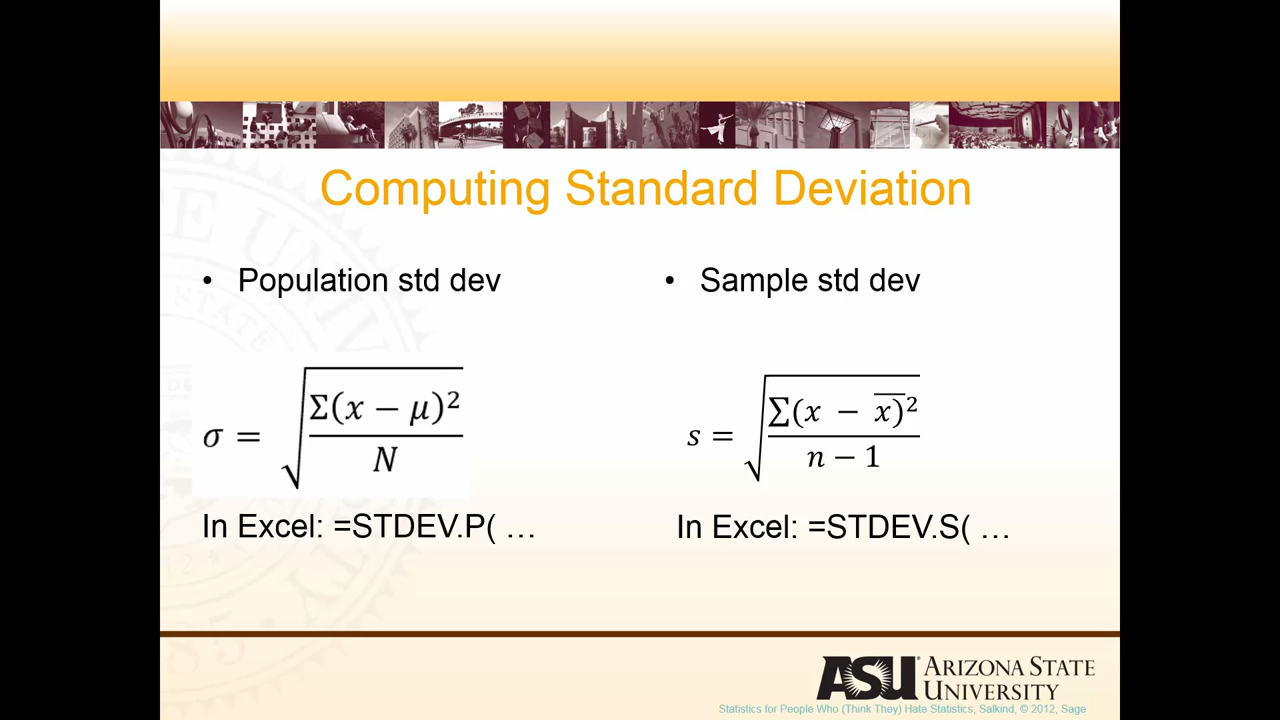 Computing Standard Deviation
• Population std dev
σ = √(Σ(x − μ)² / N)
In Excel: =STDEV.P( …
• Sample std dev
s = √(∑(x − x̅)² / n − 1)
In Excel: =STDEV.S( …
ASU ARIZONA STATE
UNIVERSITY
Statistics for People Who (Think They) Hate Statistics, Salkind, © 2012, Sage